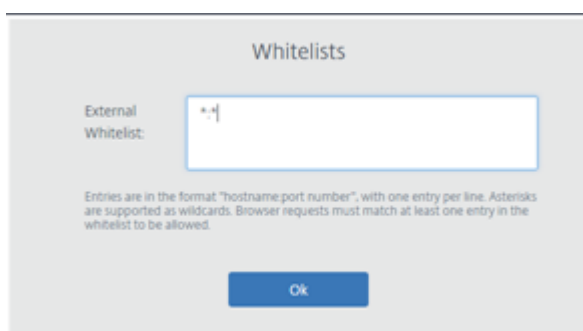 Whitelists
External
Whitelist:
*:*
Entries are in the format "hostname:port number", with one entry per line. Asterisks
are supported as wildcards. Browser requests must match at least one entry in the
whitelist to be allowed.
Ok